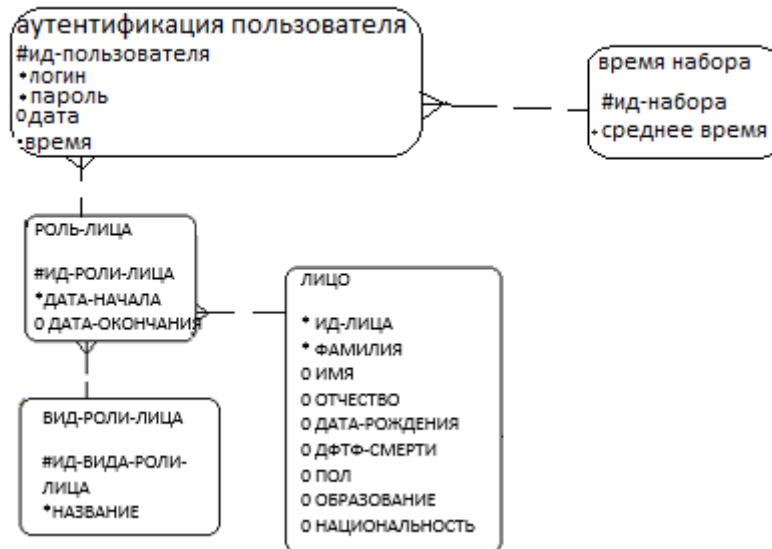 аутентификация пользователя
#ид-пользователя
*логин
*пароль
0дата
*время
время набора
#ид-набора
*среднее время
РОЛЬ-ЛИЦА
#ИД-РОЛИ-ЛИЦА
*ДАТА-НАЧАЛА
0 ДАТА-ОКОНЧАНИЯ
ЛИЦО
* ИД-ЛИЦА
* ФАМИЛИЯ
0 ИМЯ
0 ОТЧЕСТВО
0 ДАТА-РОЖДЕНИЯ
0 ДФТФ-СМЕРТИ
0 ПОЛ
0 ОБРАЗОВАНИЕ
0 НАЦИОНАЛЬНОСТЬ
ВИД-РОЛИ-ЛИЦА
#ИД-ВИДА-РОЛИ-
ЛИЦА
*НАЗВАНИЕ